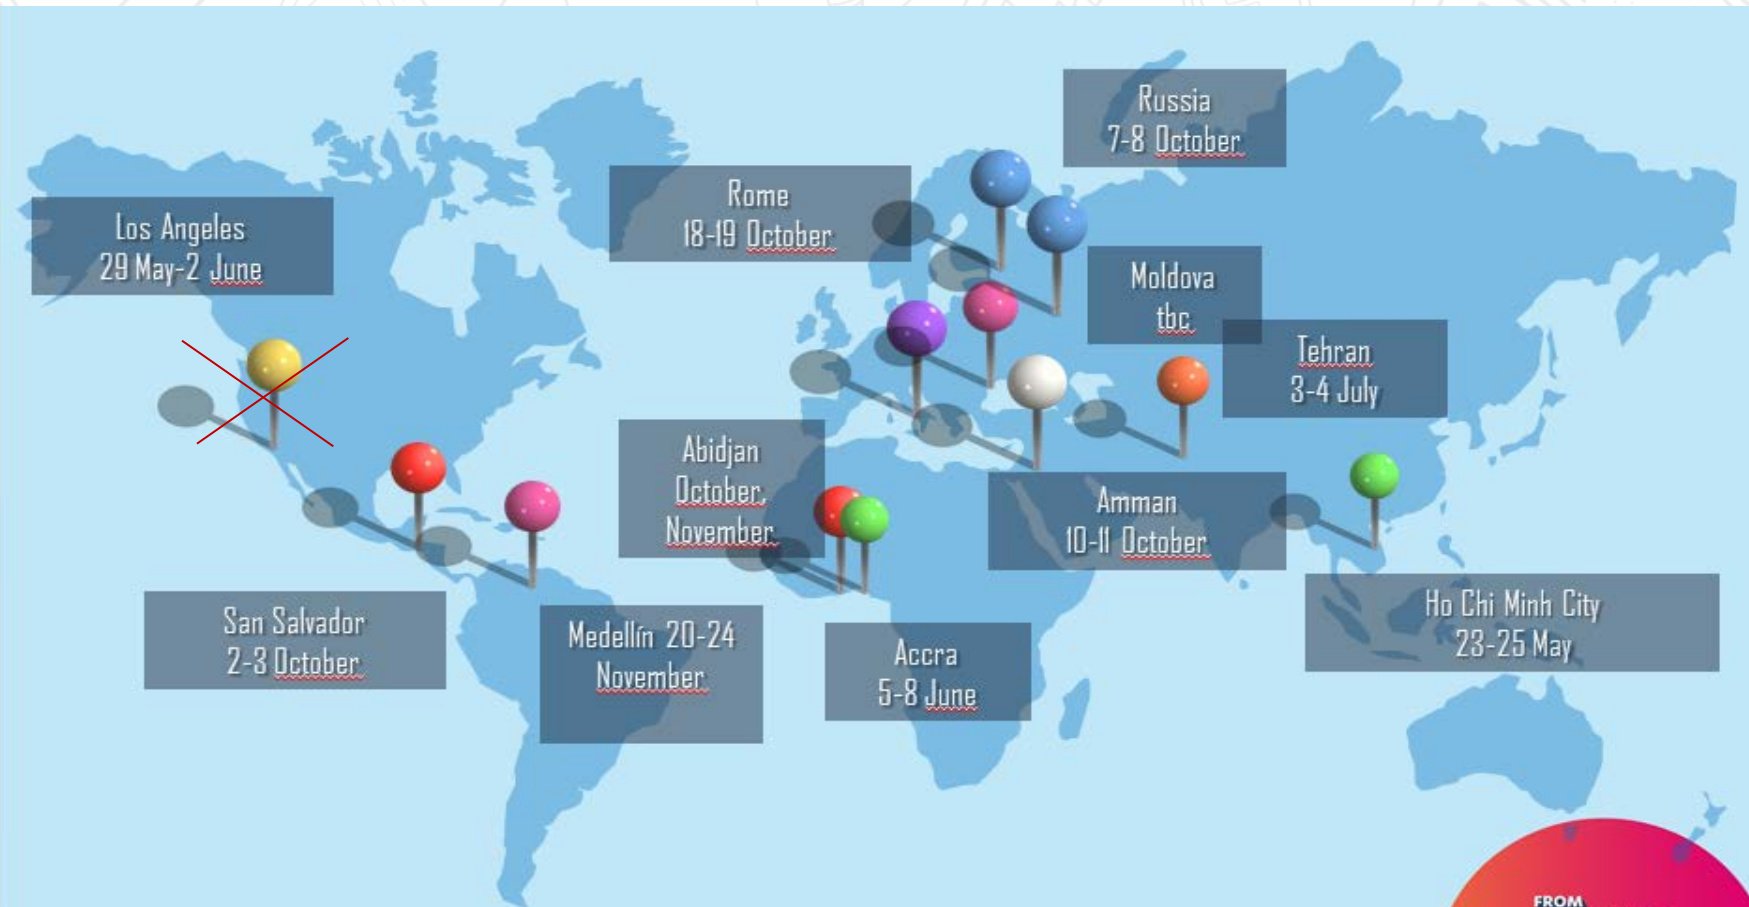 Russia
7-8 October
Rome
18-19 October
Los Angeles
29 May-2 June
Moldova
tbc
Tehran
3-4 July
Abidjan
October,
November
Amman
10-11 October
San Salvador
2-3 October
Medellín 20-24
November
Accra
5-8 June
Ho Chi Minh City
23-25 May
FROM